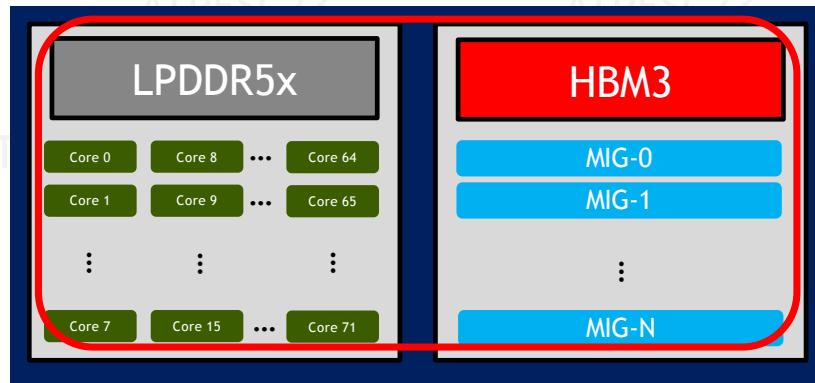 LPDDR5x
HBM3
Core 0 Core 8 ... Core 64
MIG-0
Core 1 Core 9 ... Core 65
MIG-1
⋮ ⋮ ⋮
⋮
Core 7 Core 15 ... Core 71
MIG-N